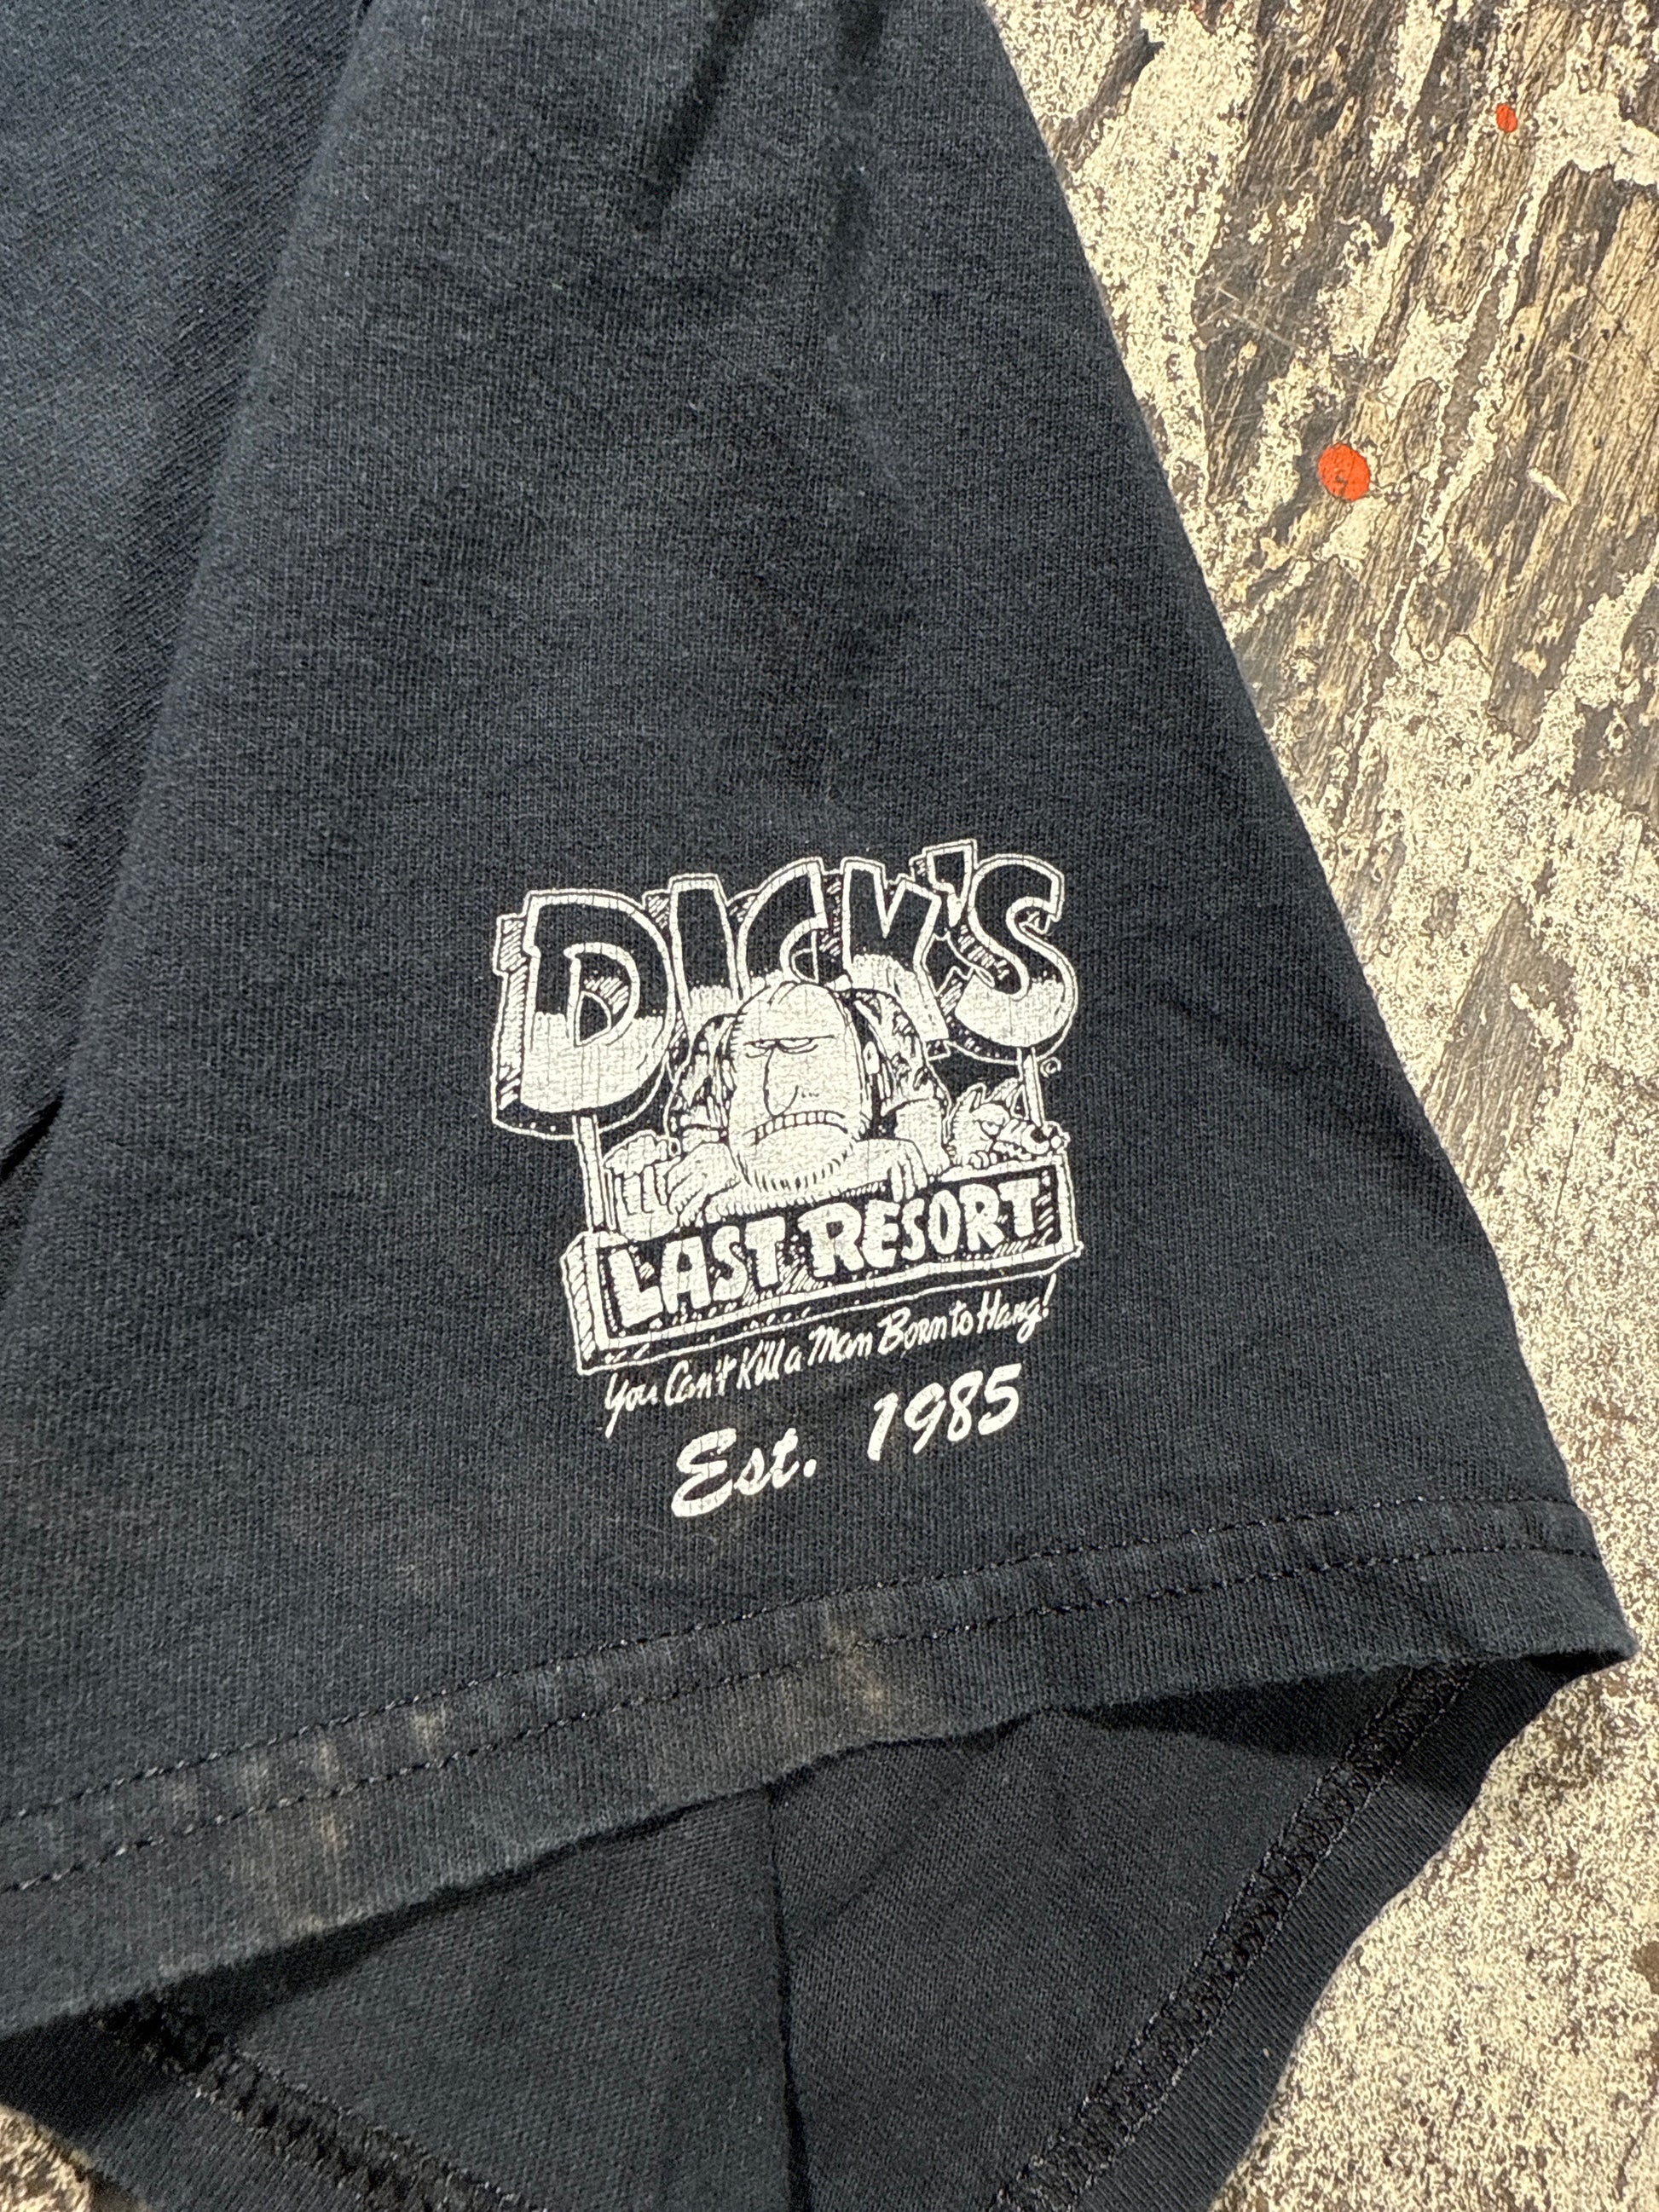 DICK'S
LAST RESORT
You Can't Kill a Man Born to Hang!
Est. 1985